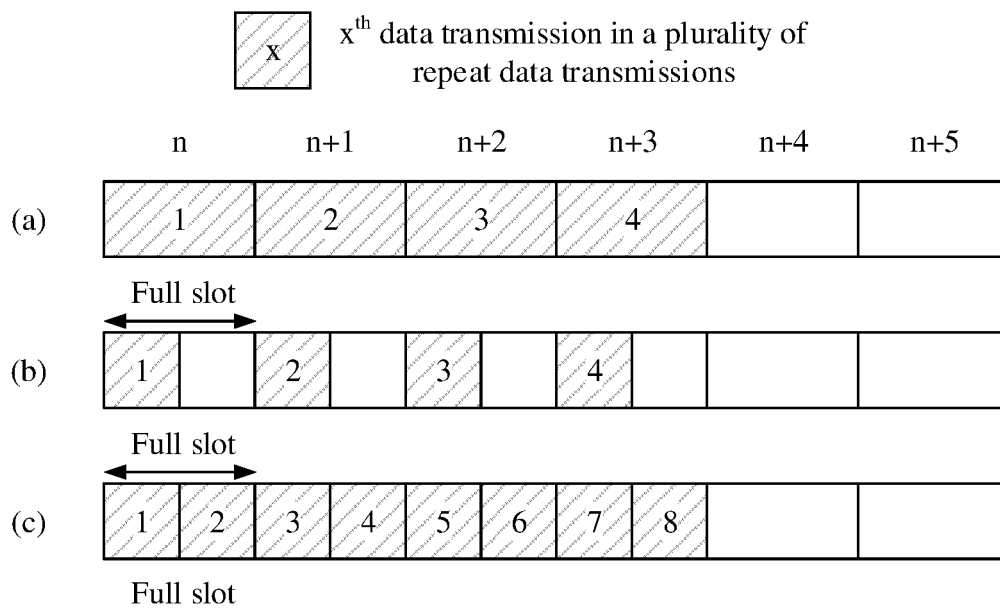 x
xth data transmission in a plurality of
repeat data transmissions
n n+1 n+2 n+3 n+4 n+5
(a) 1 2 3 4
Full slot
(b) 1 2 3 4
Full slot
(c) 1 2 3 4 5 6 7 8
Full slot